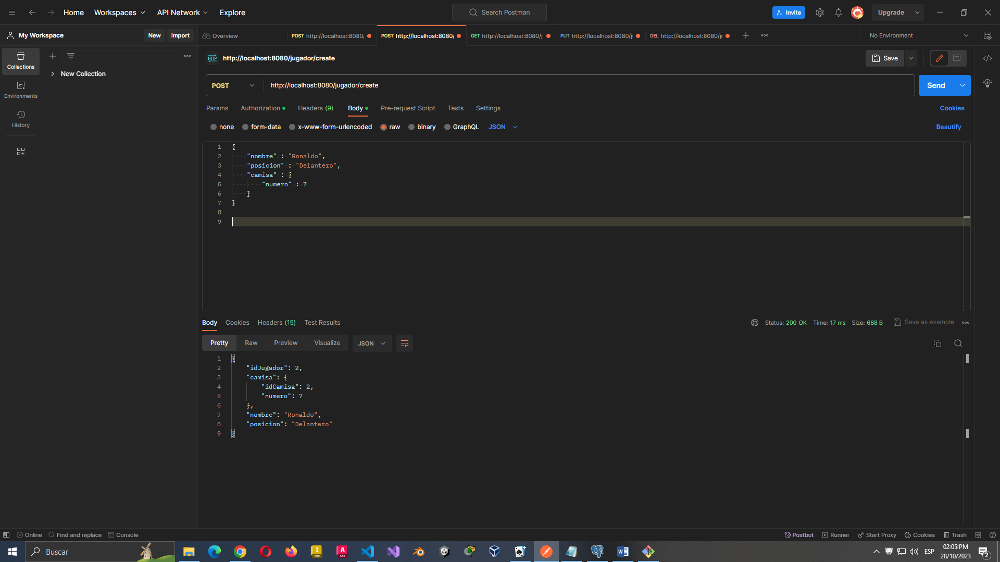 Home Workspaces API Network Explore Search Postman Invite Upgrade
My Workspace New Import Overview POST http://localhost:8080/ POST http://localhost:8080/ GET http://localhost:8080/j PUT http://localhost:8080/j DEL http://localhost:8080/ju No Environment
Collections
Environments
History
New Collection
HTTP http://localhost:8080/jugador/create Save
POST http://localhost:8080/jugador/create Send
Params Authorization Headers (9) Body Pre-request Script Tests Settings Cookies
none form-data x-www-form-urlencoded raw binary GraphQL JSON Beautify
1 {
2 "nombre" : "Ronaldo",
3 "posicion" : "Delantero",
4 "camisa" : {
5 "numero" : 7
6 }
7 }
8
9
Body Cookies Headers (15) Test Results Status: 200 OK Time: 17 ms Size: 688 B Save as example
Pretty Raw Preview Visualize JSON
1 {
2 "idJugador": 2,
3 "camisa": {
4 "idCamisa": 2,
5 "numero": 7
6 },
7 "nombre": "Ronaldo",
8 "posicion": "Delantero"
9 }
Online Find and replace Console Postbot Runner Start Proxy Cookies Trash
Buscar ESP 02:05:PM
28/10/2023 2